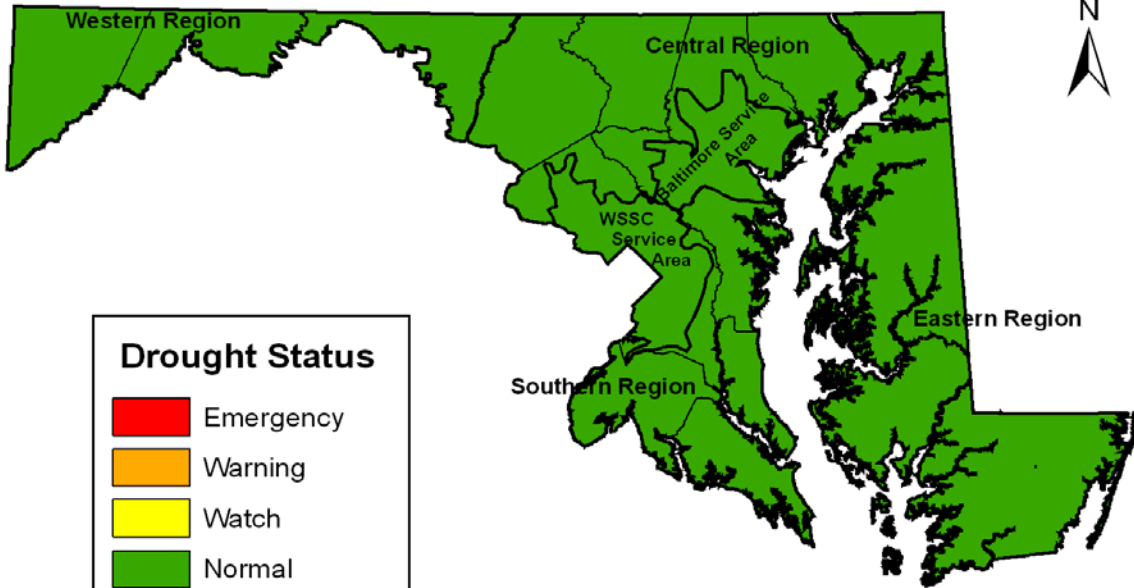 N
Western Region
Central Region
Baltimore Service
Area
WSSC
Service
Area
Eastern Region
Southern Region
Drought Status
Emergency
Warning
Watch
Normal